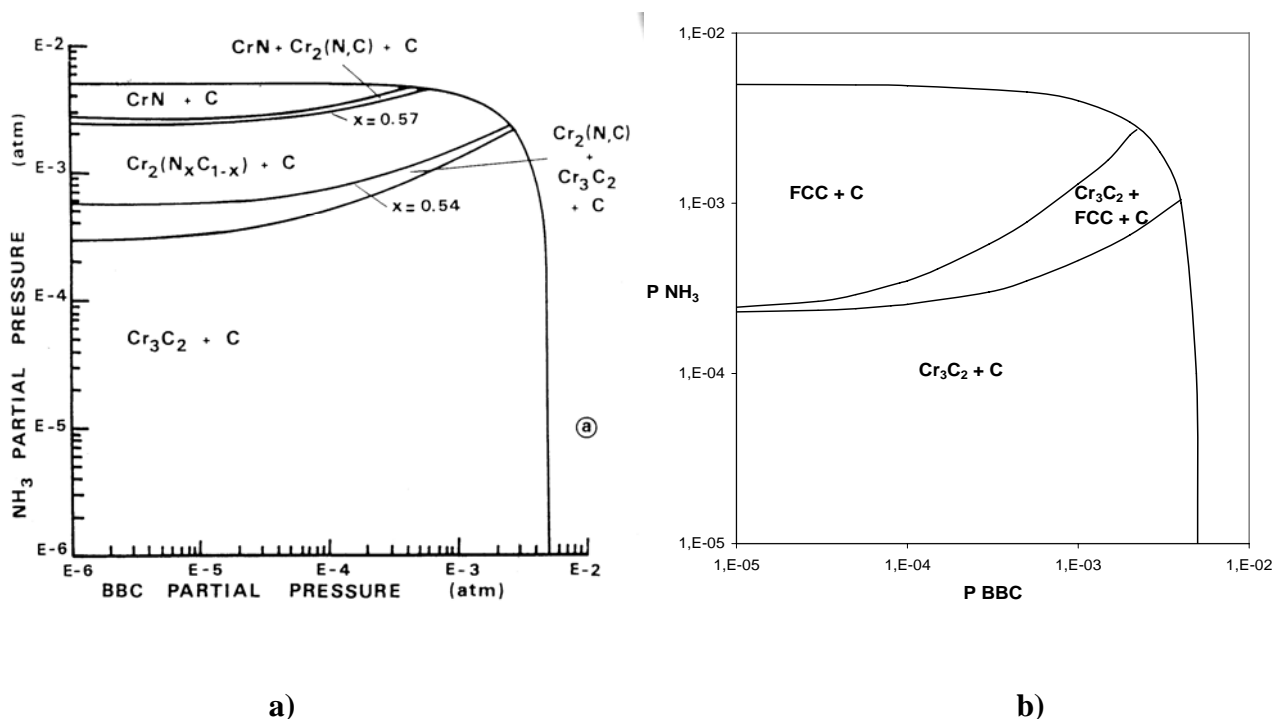 CrN + Cr₂(N,C) + C
E-2
CrN + C
x = 0.57
Cr₂(NₓC₁₋ₓ) + C
Cr₂(N,C)
+
Cr₃C₂
+ C
E-3
x = 0.54
E-4
Cr₃C₂ + C
E-5
ⓐ
E-6
NH₃ PARTIAL PRESSURE (atm)
E-6 E-5 E-4 E-3 E-2
BBC PARTIAL PRESSURE (atm)
a)
1,E-02
FCC + C
Cr₃C₂ +
FCC + C
1,E-03
P NH₃
Cr₃C₂ + C
1,E-04
1,E-05
1,E-05 1,E-04 1,E-03 1,E-02
P BBC
b)